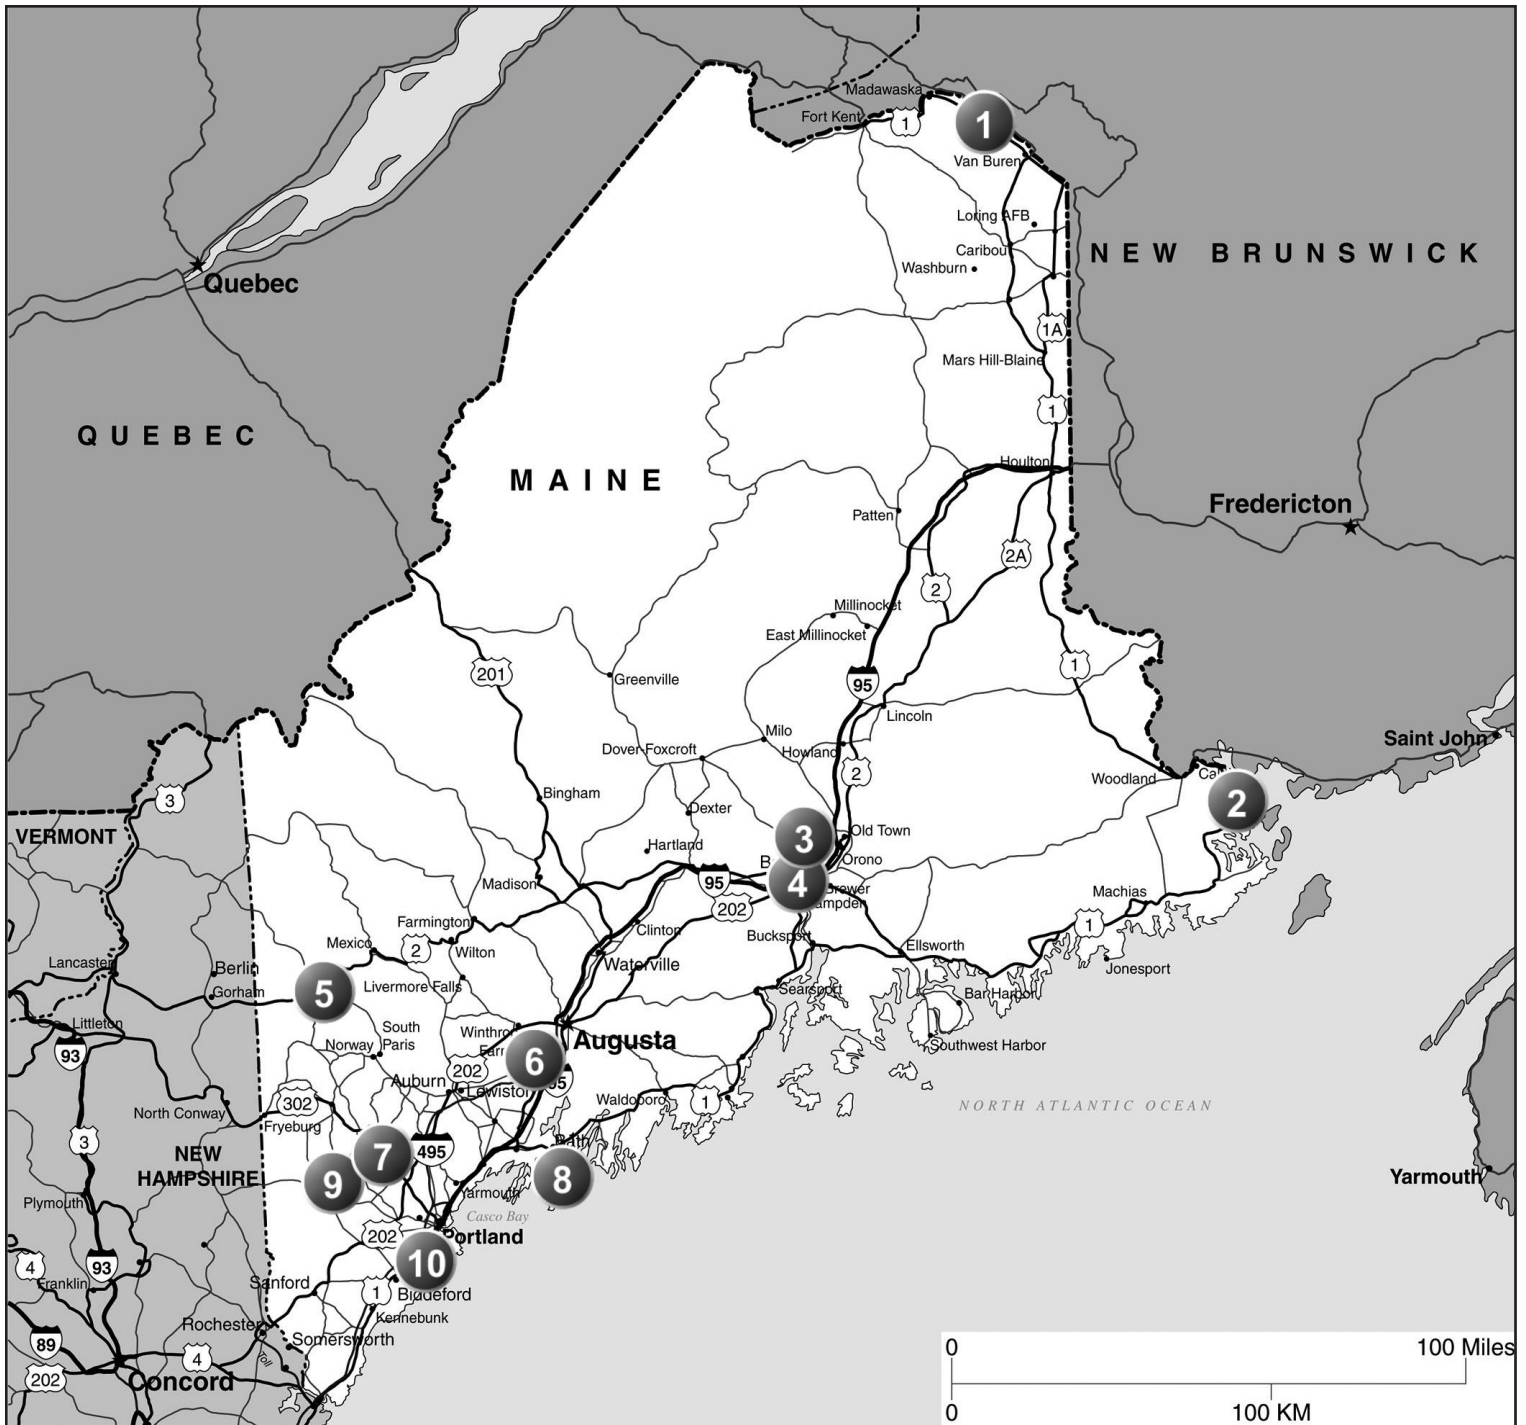 Madawaska
Fort Kent
1
1
Van Buren
Loring AFB
Caribou
NEW BRUNSWICK
Washburn
Quebec
1A
Mars Hill-Blaine
1
QUEBEC
MAINE
Houlton
Fredericton
Patten
2A
2
Millinocket
East Millinocket
1
201
Greenville
95
Lincoln
Milo
Dover-Foxcroft
Howland
Saint John
2
Woodland
3
Bingham
2
VERMONT
Dexter
3
Old Town
Hartland
Orono
95
4
Madison
Brewer
202
Machias
Farmington
1
Clinton
Mexico
2
Wilton
Bucksport
Ellsworth
Lancaster
Berlin
Waterville
Jonesport
5
Livermore Falls
Gorham
Searsport
Bar Harbor
Littleton
South
Paris
Winthrop
Augusta
Norway
Southwest Harbor
93
6
202
Auburn
95
Lewiston
302
Waldoboro
1
NORTH ATLANTIC OCEAN
North Conway
Fryeburg
3
NEW
HAMPSHIRE
7
495
Bath
9
8
Yarmouth
Yarmouth
Plymouth
Casco Bay
202
Portland
4
93
10
Franklin
Sanford
1
Biddeford
Kennebunk
Rochester
89
Somersworth
4
Toll
202
Concord
0
100 Miles
0
100 KM